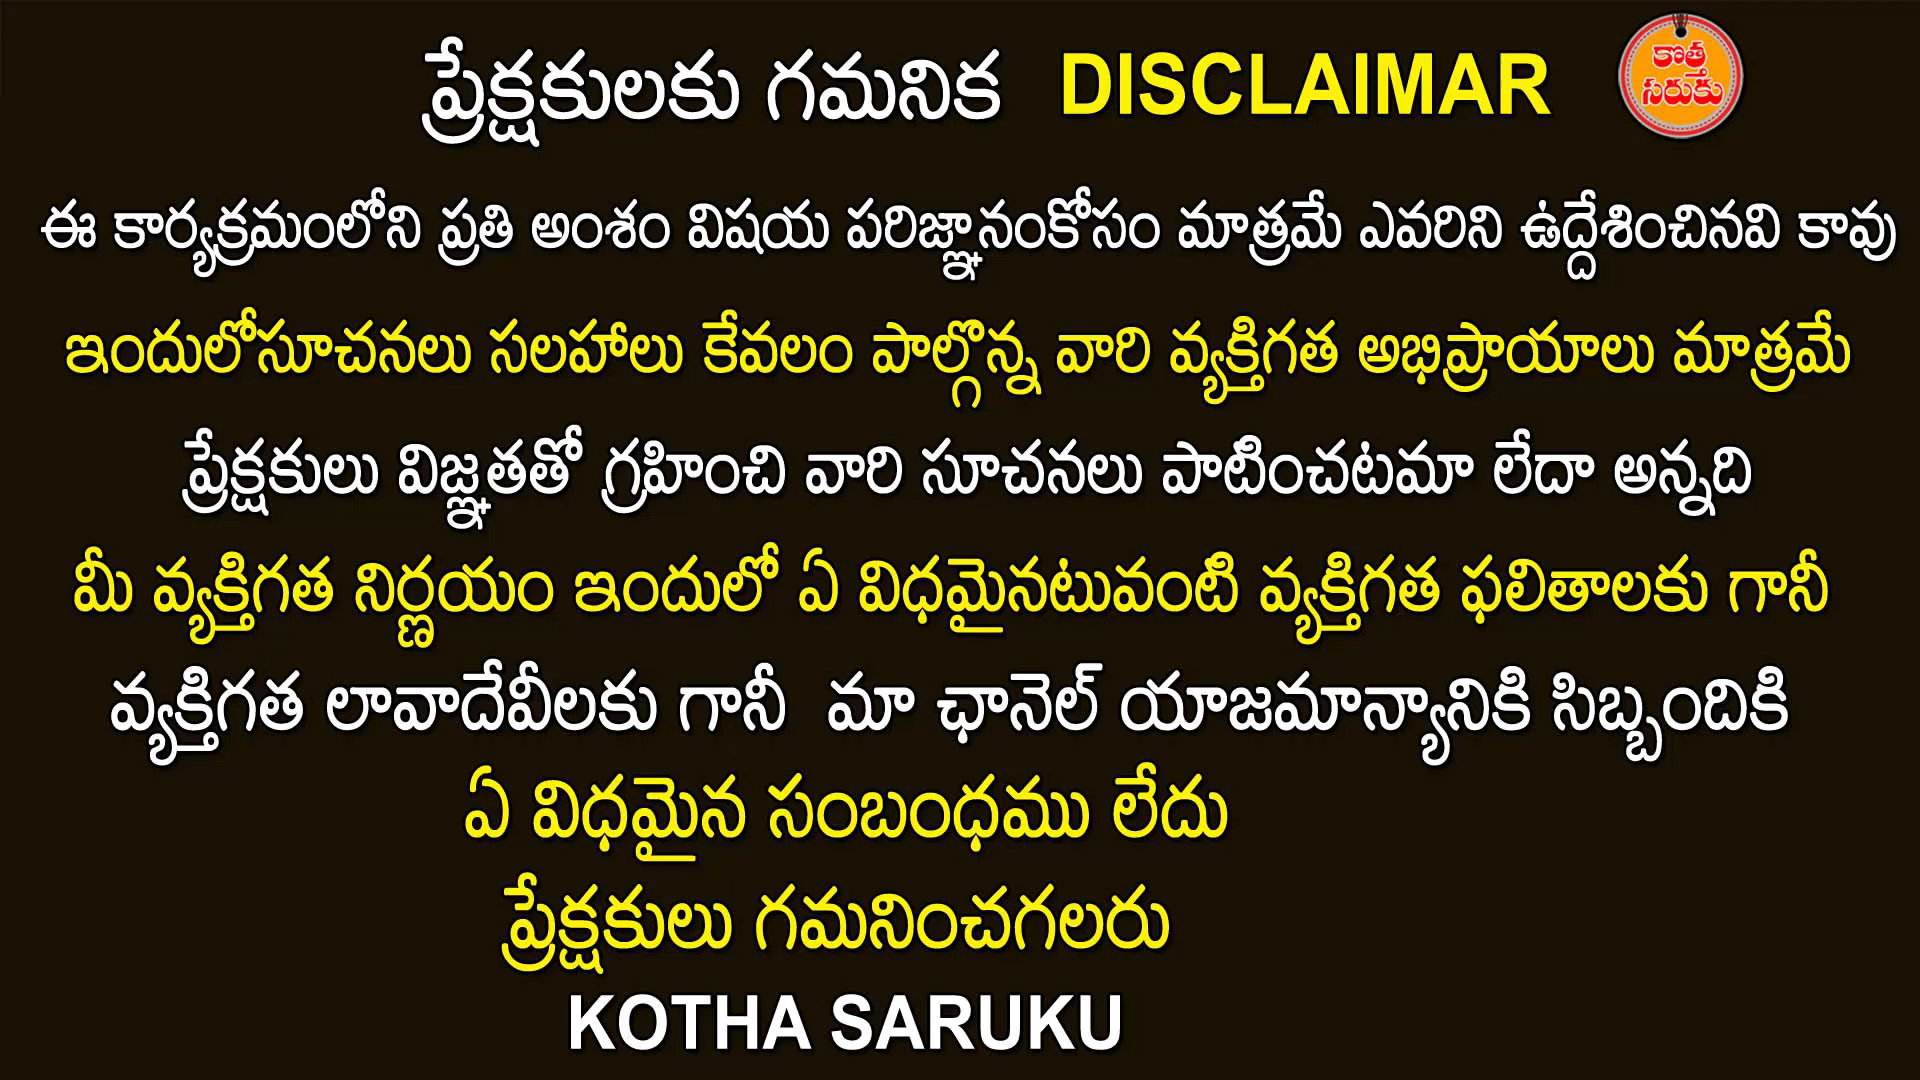 ప్రేక్షకులకు గమనిక DISCLAIMAR
కొత్త
సరుకు
ఈ కార్యక్రమంలోని ప్రతి అంశం విషయ పరిజ్ఞానంకోసం మాత్రమే ఎవరిని ఉద్దేశించినవి కావు
ఇందులోసూచనలు సలహాలు కేవలం పాల్గొన్న వారి వ్యక్తిగత అభిప్రాయాలు మాత్రమే
ప్రేక్షకులు విజ్ఞతతో గ్రహించి వారి సూచనలు పాటించటమా లేదా అన్నది
మీ వ్యక్తిగత నిర్ణయం ఇందులో ఏ విధమైనటువంటి వ్యక్తిగత ఫలితాలకు గానీ
వ్యక్తిగత లావాదేవీలకు గానీ మా ఛానెల్ యాజమాన్యానికి సిబ్బందికి
ఏ విధమైన సంబంధము లేదు
ప్రేక్షకులు గమనించగలరు
KOTHA SARUKU